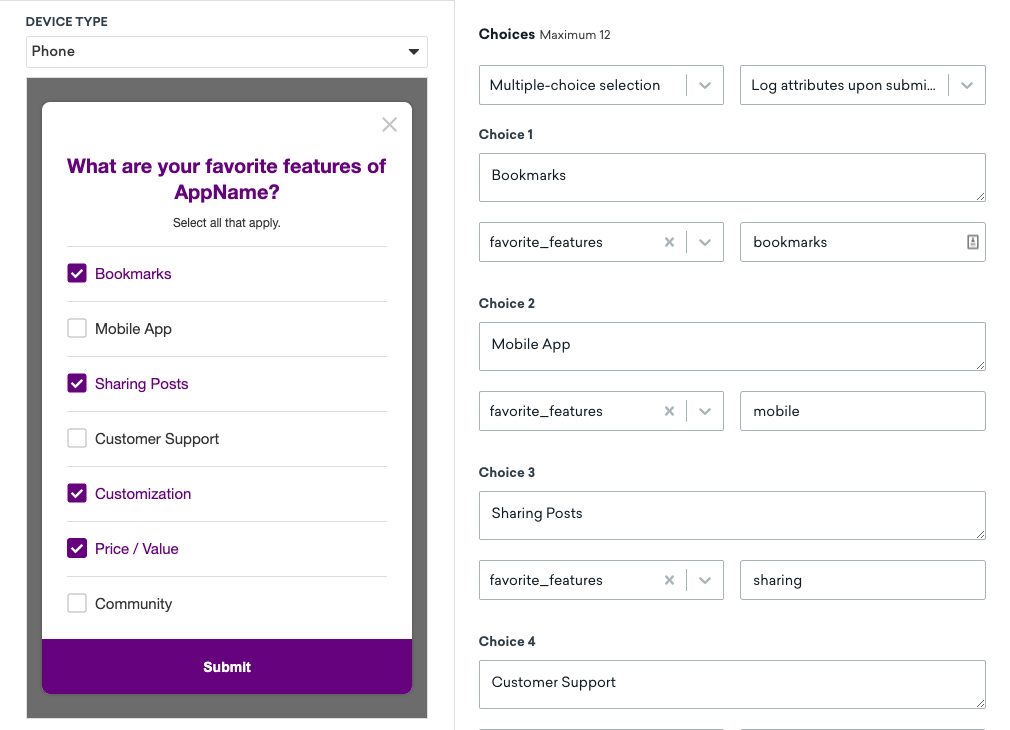 DEVICE TYPE
Phone
What are your favorite features of
AppName?
Select all that apply.
Bookmarks
Mobile App
Sharing Posts
Customer Support
Customization
Price / Value
Community
Submit
Choices Maximum 12
Multiple-choice selection
Log attributes upon submi...
Choice 1
Bookmarks
favorite_features
bookmarks
Choice 2
Mobile App
favorite_features
mobile
Choice 3
Sharing Posts
favorite_features
sharing
Choice 4
Customer Support